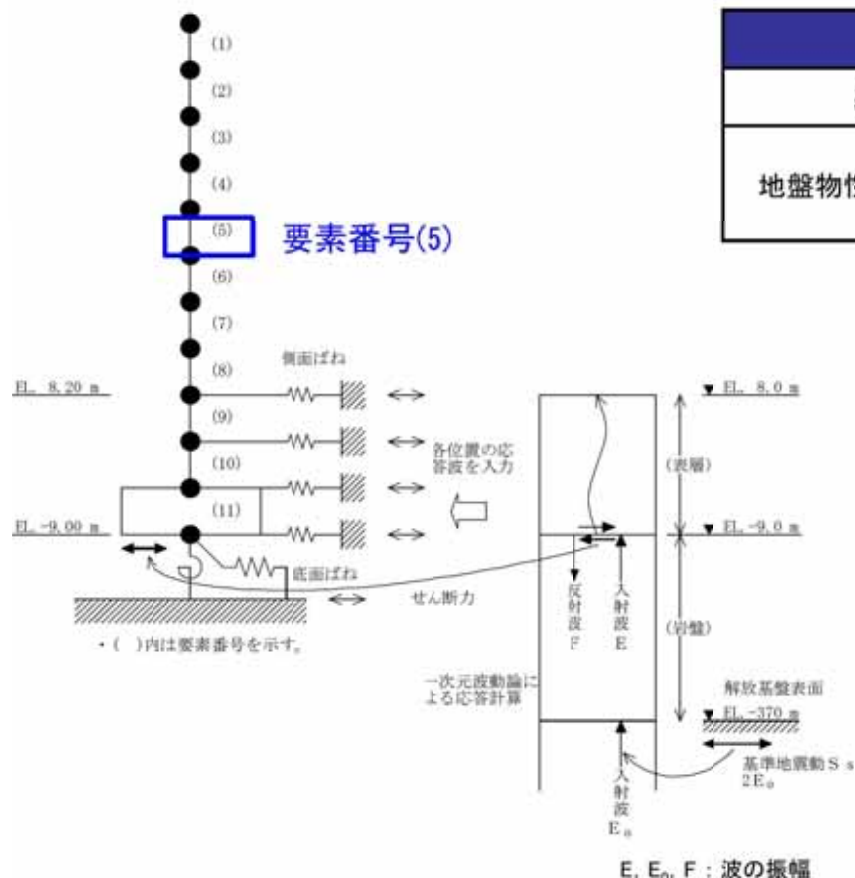 (1)
(2)
(3)
(4)
(5)
要素番号(5)
(6)
(7)
(8)
側面ばね
EL. 8.20 m
(9)
(10)
(11)
EL.-9.00 m
底面ばね
・( )内は要素番号を示す。
各位置の応
答波を入力
せん断力
地盤物性
EL. 8.0 m
(表層)
EL.-9.0 m
反射波F
入射波E
(岩盤)
一次元波動論に
よる応答計算
解放基盤表面
EL.-370 m
基準地震動Ss
2E₀
入射波E₀
E, E₀, F : 波の振幅